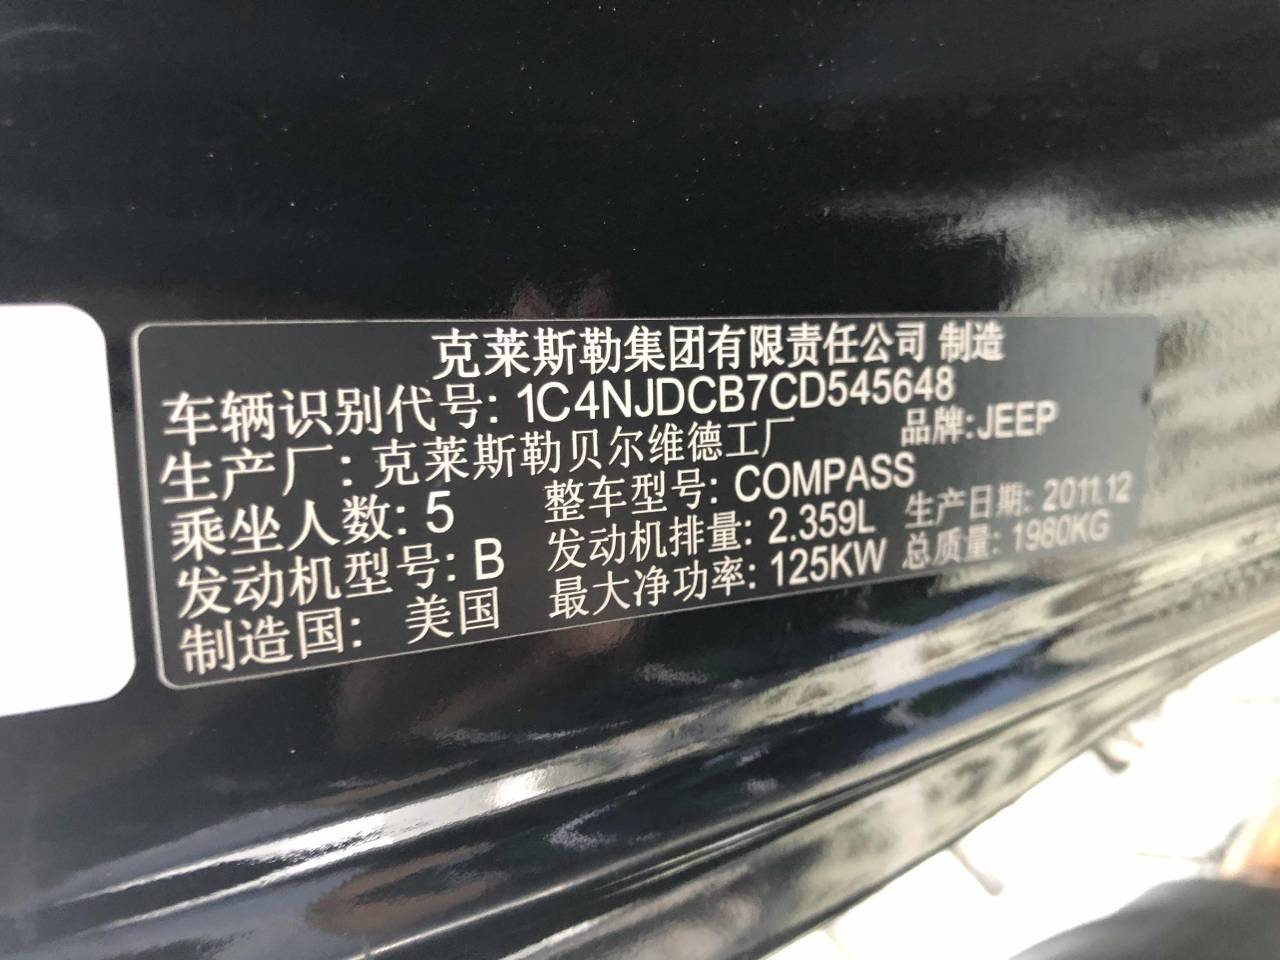 克莱斯勒集团有限责任公司 制造
车辆识别代号: 1C4NJDCB7CD545648
生产厂: 克莱斯勒贝尔维德工厂 品牌:JEEP
乘坐人数: 5 整车型号: COMPASS 生产日期: 2011.12
发动机型号: B 发动机排量: 2.359L 总质量: 1980KG
制造国: 美国 最大净功率: 125KW